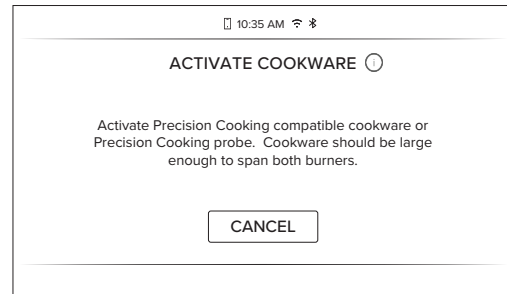 10:35 AM
ACTIVATE COOKWARE i
Activate Precision Cooking compatible cookware or
Precision Cooking probe. Cookware should be large
enough to span both burners.
CANCEL